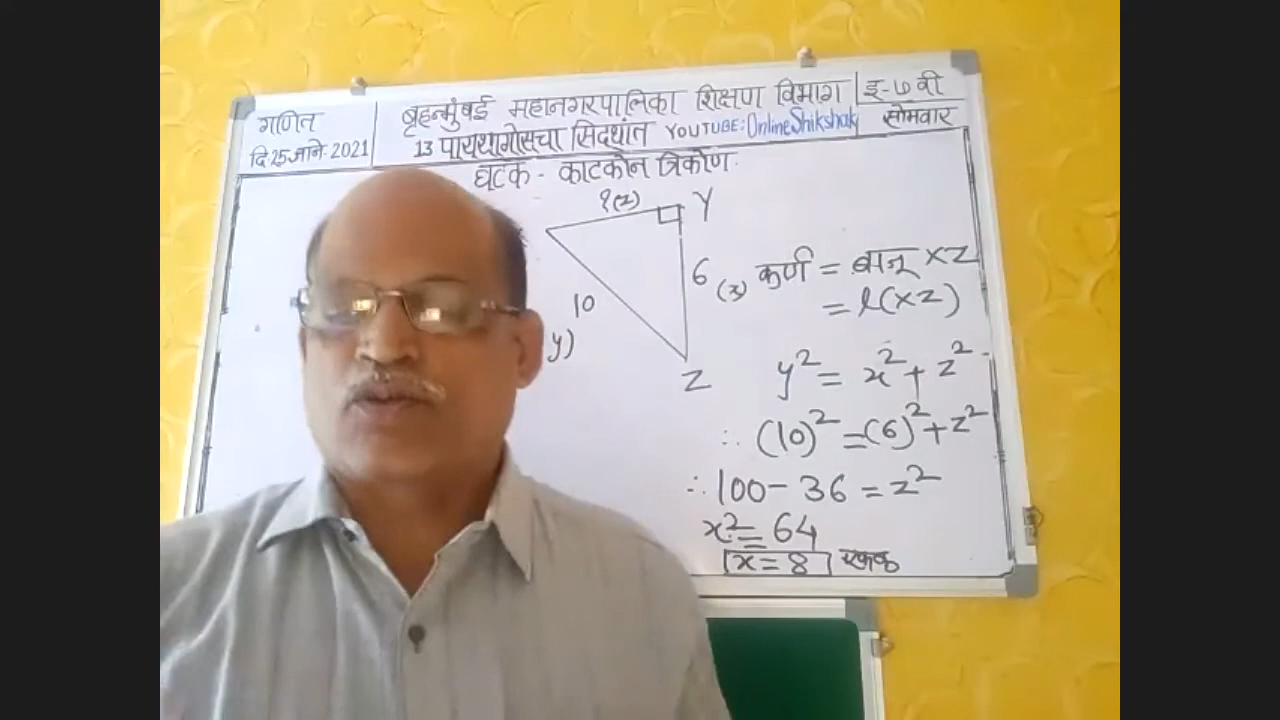 गणित
दि 25 जाने. 2021
बृहन्मुंबई महानगरपालिका शिक्षण विभाग
13 पायथागोरसचा सिद्धांत YOUTUBE: OnlineShikshak
इ-७ वी
सोमवार
घटक - काटकोन त्रिकोण.
? (z)
Y
6
(x)
10
y)
Z
कर्ण = बाजू XZ
= l(XZ)
y² = x² + z²
∴ (10)² = (6)² + z²
∴ 100 - 36 = z²
x² = 64
x = 8 एकक